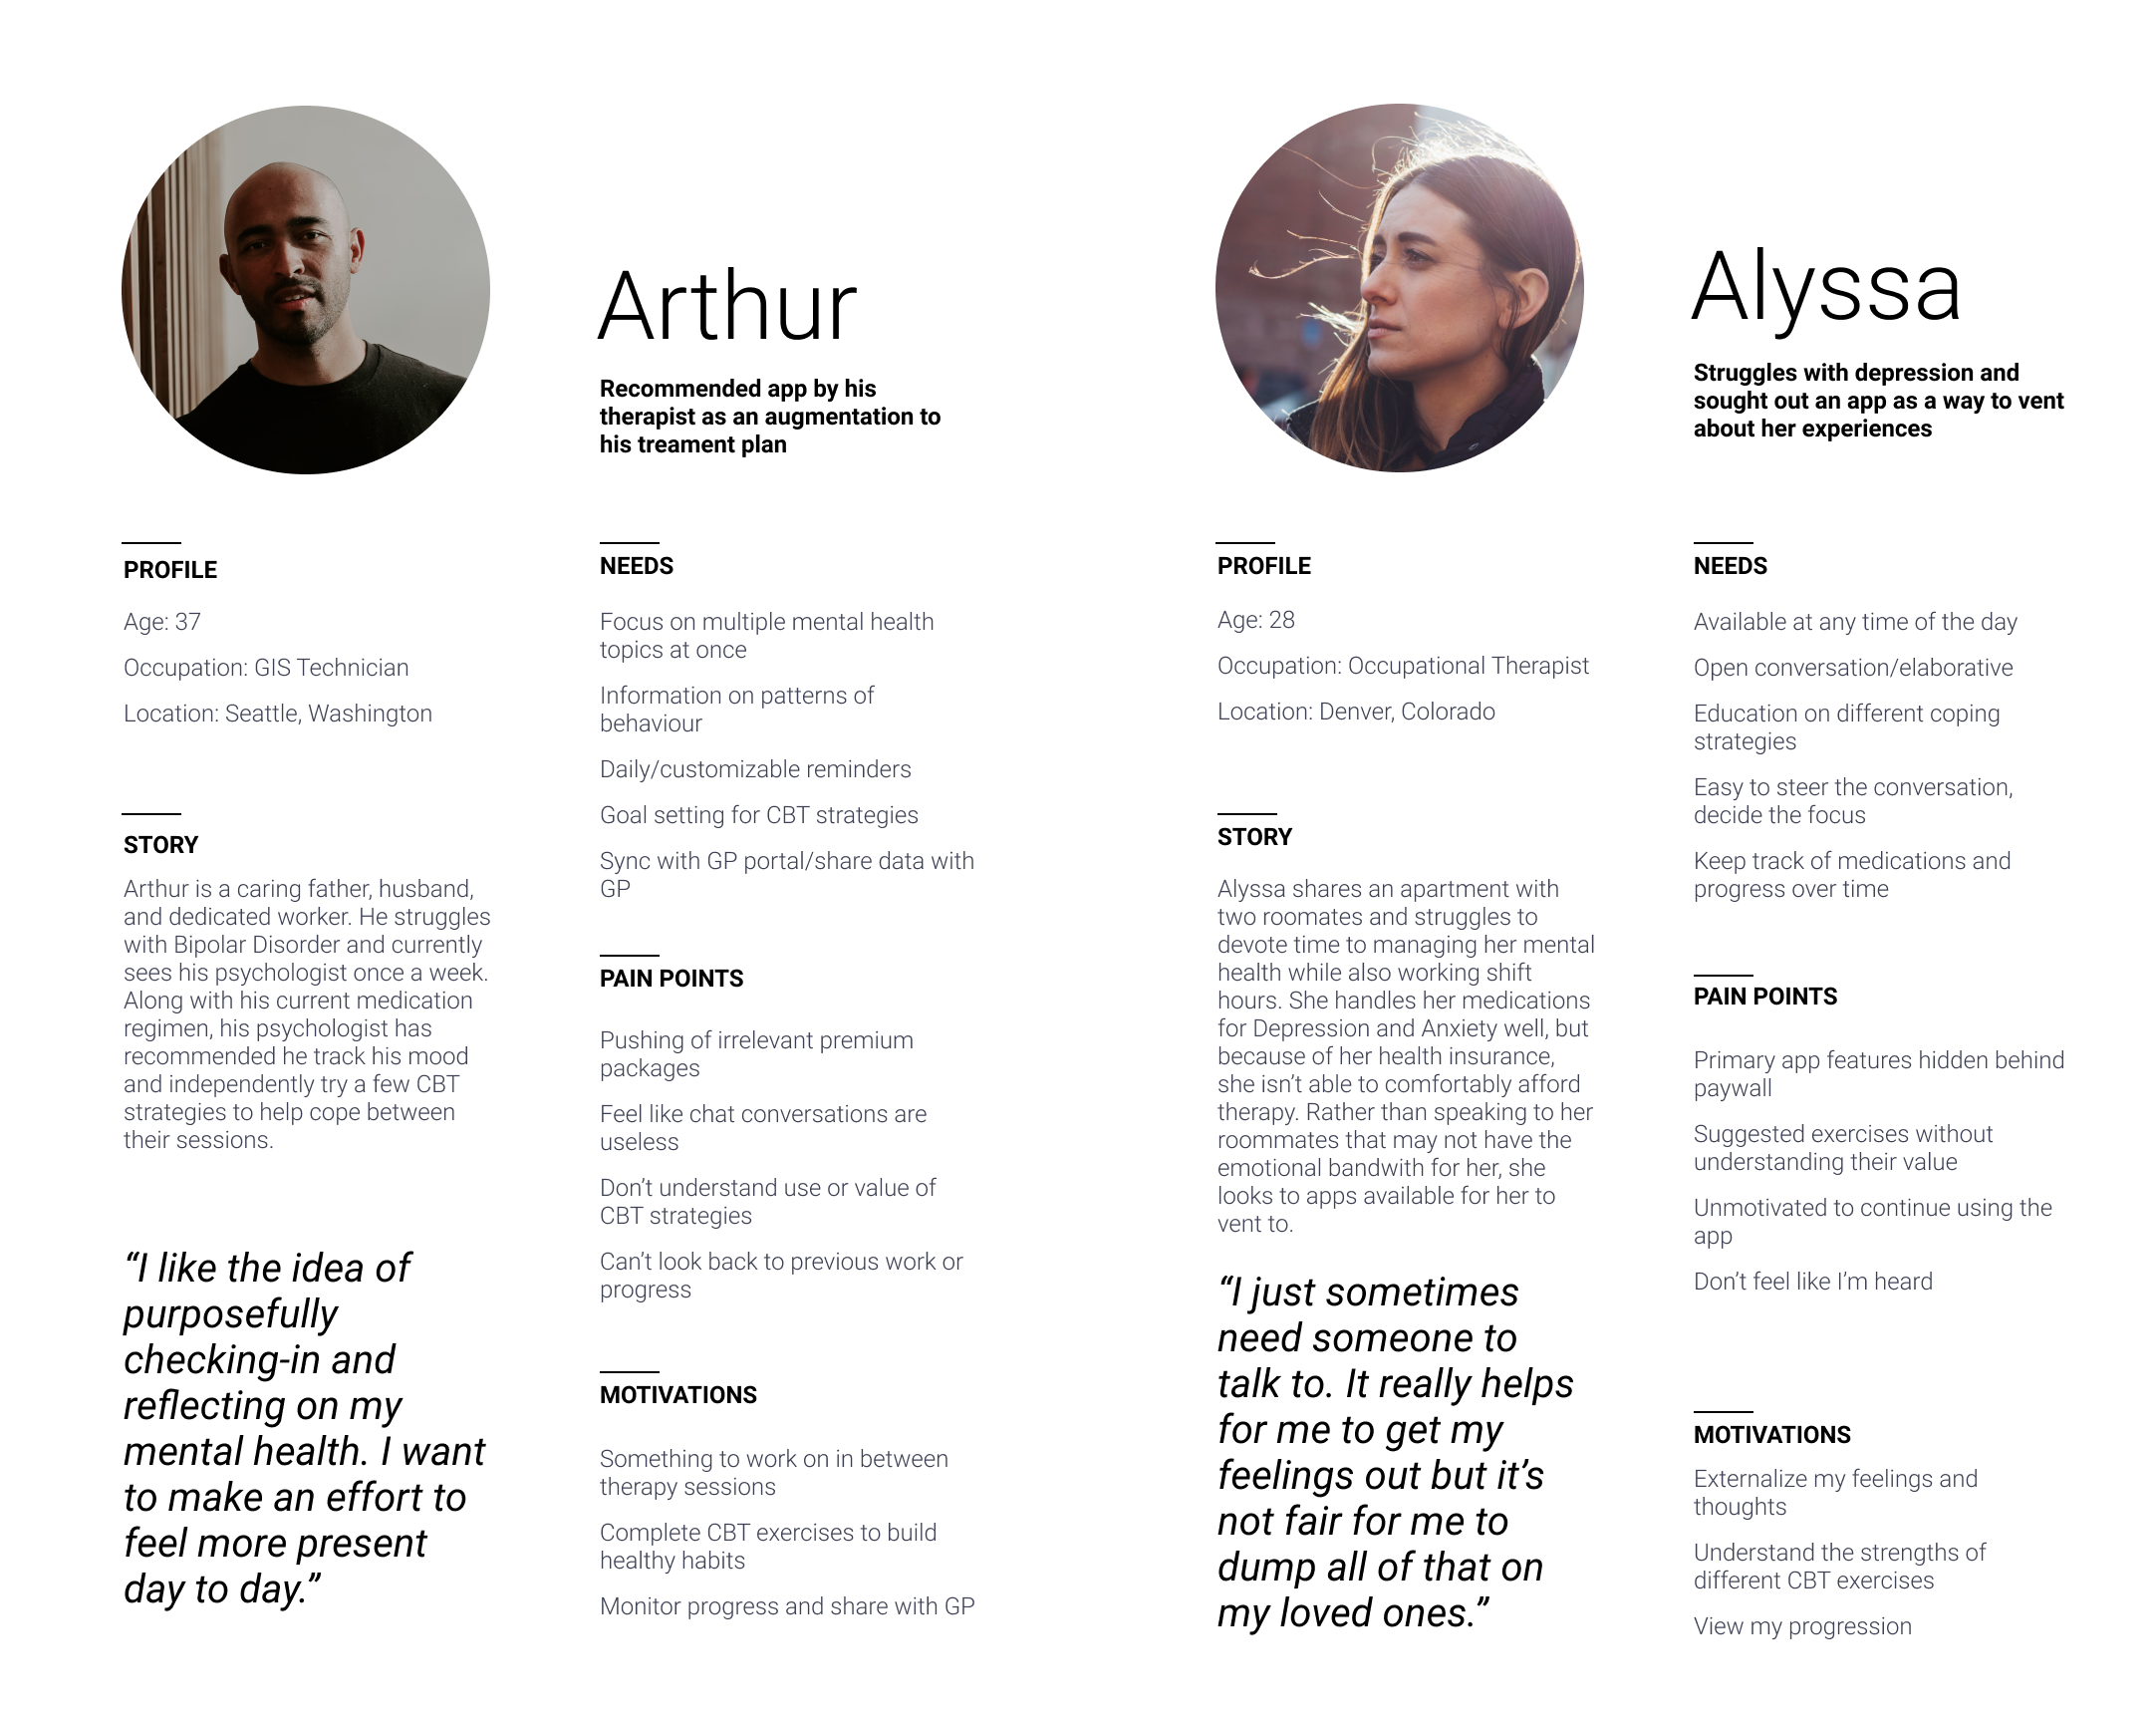 Arthur
Recommended app by his
therapist as an augmentation to
his treament plan
PROFILE
Age: 37
Occupation: GIS Technician
Location: Seattle, Washington
STORY
Arthur is a caring father, husband,
and dedicated worker. He struggles
with Bipolar Disorder and currently
sees his psychologist once a week.
Along with his current medication
regimen, his psychologist has
recommended he track his mood
and independently try a few CBT
strategies to help cope between
their sessions.
“I like the idea of
purposefully
checking-in and
reflecting on my
mental health. I want
to make an effort to
feel more present
day to day.”
NEEDS
Focus on multiple mental health
topics at once
Information on patterns of
behaviour
Daily/customizable reminders
Goal setting for CBT strategies
Sync with GP portal/share data with
GP
PAIN POINTS
Pushing of irrelevant premium
packages
Feel like chat conversations are
useless
Don’t understand use or value of
CBT strategies
Can’t look back to previous work or
progress
MOTIVATIONS
Something to work on in between
therapy sessions
Complete CBT exercises to build
healthy habits
Monitor progress and share with GP
Alyssa
Struggles with depression and
sought out an app as a way to vent
about her experiences
PROFILE
Age: 28
Occupation: Occupational Therapist
Location: Denver, Colorado
STORY
Alyssa shares an apartment with
two roomates and struggles to
devote time to managing her mental
health while also working shift
hours. She handles her medications
for Depression and Anxiety well, but
because of her health insurance,
she isn’t able to comfortably afford
therapy. Rather than speaking to her
roommates that may not have the
emotional bandwith for her, she
looks to apps available for her to
vent to.
“I just sometimes
need someone to
talk to. It really helps
for me to get my
feelings out but it’s
not fair for me to
dump all of that on
my loved ones.”
NEEDS
Available at any time of the day
Open conversation/elaborative
Education on different coping
strategies
Easy to steer the conversation,
decide the focus
Keep track of medications and
progress over time
PAIN POINTS
Primary app features hidden behind
paywall
Suggested exercises without
understanding their value
Unmotivated to continue using the
app
Don’t feel like I’m heard
MOTIVATIONS
Externalize my feelings and
thoughts
Understand the strengths of
different CBT exercises
View my progression